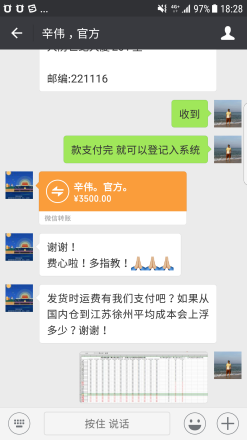 97% 18:28
辛伟，官方
邮编:221116
收到
款支付完 就可以登记入系统
辛伟。官方。
¥3500.00
微信转账
谢谢！
费心啦！多指教！🙏🙏🙏
发货时运费有我们支付吧？如果从
国内仓到江苏徐州平均成本会上浮
多少？谢谢！
按住 说话